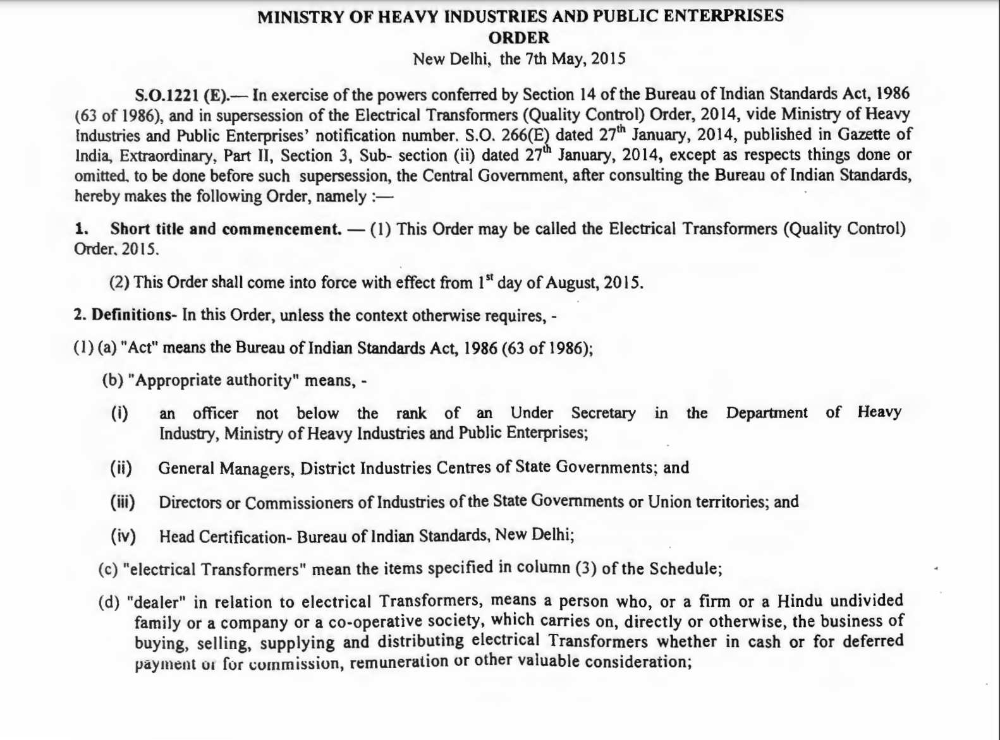 MINISTRY OF HEAVY INDUSTRIES AND PUBLIC ENTERPRISES
ORDER
New Delhi, the 7th May, 2015
S.O.1221 (E).— In exercise of the powers conferred by Section 14 of the Bureau of Indian Standards Act, 1986
(63 of 1986), and in supersession of the Electrical Transformers (Quality Control) Order, 2014, vide Ministry of Heavy
Industries and Public Enterprises' notification number. S.O. 266(E) dated 27th January, 2014, published in Gazette of
India, Extraordinary, Part II, Section 3, Sub- section (ii) dated 27th January, 2014, except as respects things done or
omitted, to be done before such supersession, the Central Government, after consulting the Bureau of Indian Standards,
hereby makes the following Order, namely :—
1. Short title and commencement. — (1) This Order may be called the Electrical Transformers (Quality Control)
Order, 2015.
(2) This Order shall come into force with effect from 1st day of August, 2015.
2. Definitions- In this Order, unless the context otherwise requires, -
(1) (a) "Act" means the Bureau of Indian Standards Act, 1986 (63 of 1986);
(b) "Appropriate authority" means, -
(i) an officer not below the rank of an Under Secretary in the Department of Heavy
Industry, Ministry of Heavy Industries and Public Enterprises;
(ii) General Managers, District Industries Centres of State Governments; and
(iii) Directors or Commissioners of Industries of the State Governments or Union territories; and
(iv) Head Certification- Bureau of Indian Standards, New Delhi;
(c) "electrical Transformers" mean the items specified in column (3) of the Schedule;
(d) "dealer" in relation to electrical Transformers, means a person who, or a firm or a Hindu undivided
family or a company or a co-operative society, which carries on, directly or otherwise, the business of
buying, selling, supplying and distributing electrical Transformers whether in cash or for deferred
payment or for commission, remuneration or other valuable consideration;